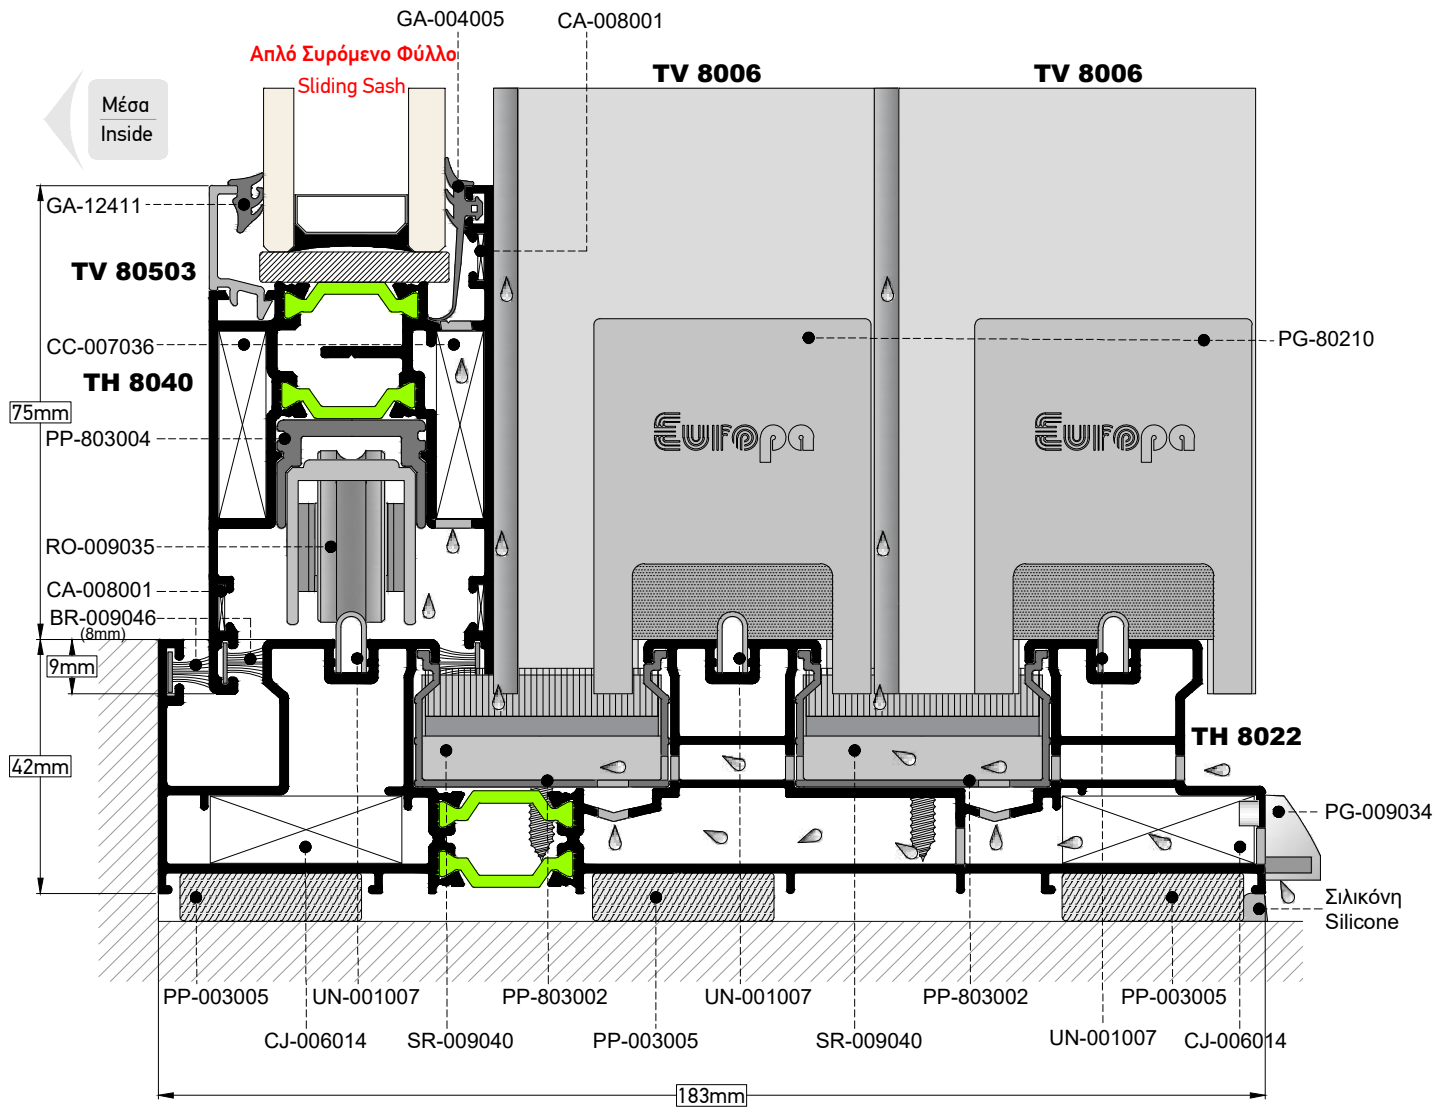 GA-004005
CA-008001
Απλό Συρόμενο Φύλλο
Sliding Sash
TV 8006
TV 8006
Μέσα
Inside
GA-12411
TV 80503
CC-007036
PG-80210
TH 8040
75mm
PP-803004
Europa
Europa
RO-009035
CA-008001
BR-009046
(8mm)
9mm
TH 8022
42mm
PG-009034
Σιλικόνη
Silicone
PP-003005
UN-001007
PP-803002
UN-001007
PP-803002
PP-003005
CJ-006014
SR-009040
PP-003005
SR-009040
UN-001007
CJ-006014
183mm